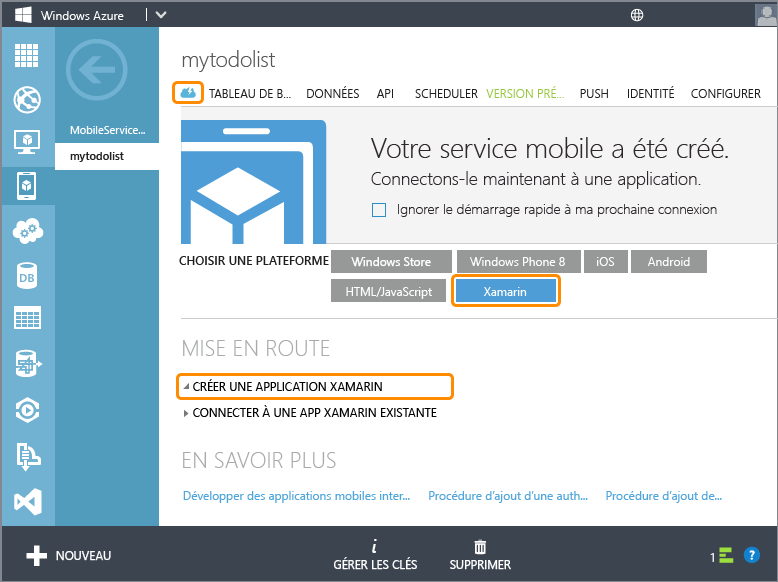 Windows Azure
mytodolist
TABLEAU DE B... DONNÉES API SCHEDULER VERSION PRÉ... PUSH IDENTITÉ CONFIGURER
MobileService...
mytodolist
Votre service mobile a été créé.
Connectons-le maintenant à une application.
Ignorer le démarrage rapide à ma prochaine connexion
CHOISIR UNE PLATEFORME Windows Store Windows Phone 8 iOS Android
HTML/JavaScript Xamarin
DB
MISE EN ROUTE
CRÉER UNE APPLICATION XAMARIN
CONNECTER À UNE APP XAMARIN EXISTANTE
EN SAVOIR PLUS
Développer des applications mobiles inter... Procédure d'ajout d'une auth... Procédure d'ajout de...
NOUVEAU
i
GÉRER LES CLÉS
SUPPRIMER
1
?